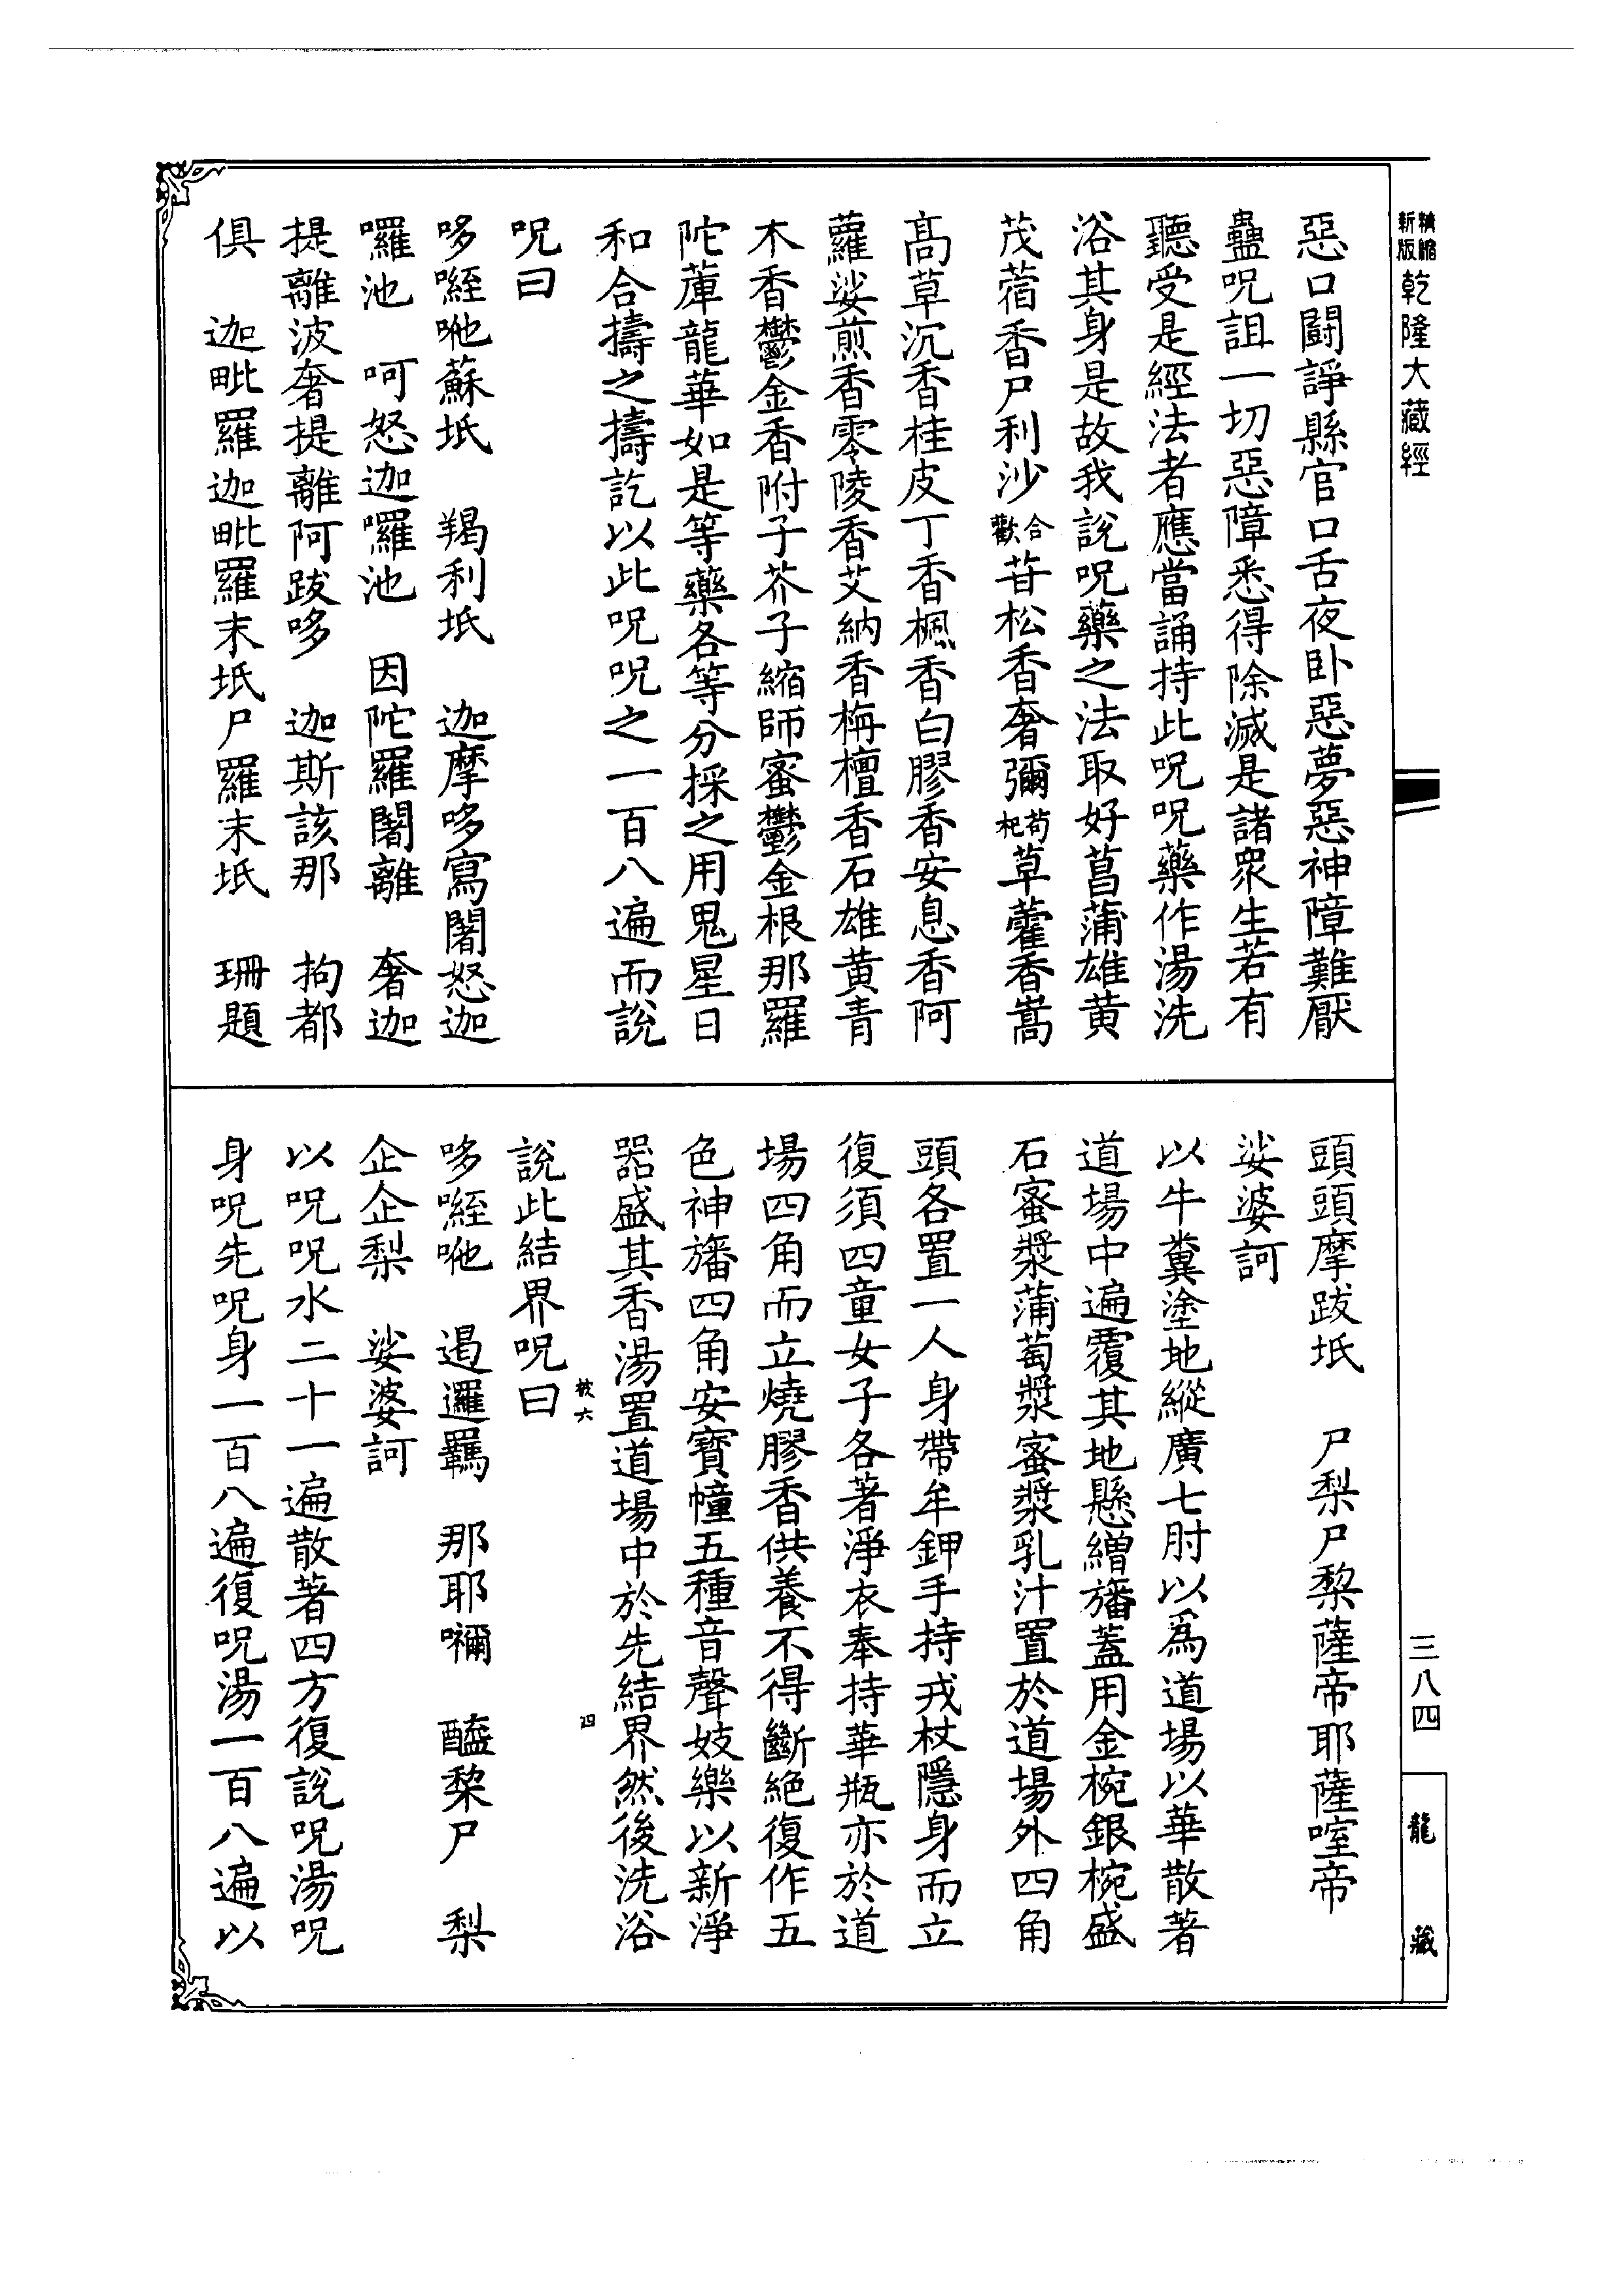 精縮新版乾隆大藏經
惡口鬪諍縣官口舌夜卧惡夢惡神障難厭
蠱呪詛一切惡障悉得除滅是諸眾生若有
聽受是經法者應當誦持此呪呪藥作湯洗
浴其身是故我說呪藥之法取好菖蒲雄黃
茂蓿香尸利沙合歡苷松香奢彌苟杞草藿香嵩
髙草沉香桂皮丁香楓香白膠香安息香阿
蘿娑煎香零陵香艾納香栴檀香石雄黃青
木香鬱金香附子芥子縮師蜜鬱金根那羅
陀葷龍華如是等藥各等分採之用鬼星日
和合擣之擣訖以此呪呪之一百八遍而說
呪曰
哆㗌哋蘇坻　羯利坻　迦摩哆寫闍怒迦
囉池　呵怒迦囉池　因陀羅闍離　奢迦
提離波奢提離阿跋哆　迦斯該那　拘都
俱　迦毗羅迦毗羅末坻尸羅末坻　珊題
頭頭摩跋坻　尸梨尸黎薩帝耶薩㗌帝
娑婆訶
以牛糞塗地縱廣七肘以爲道場以華散著
道場中遍覆其地懸繒旛蓋用金椀銀椀盛
石蜜漿蒲萄漿蜜漿乳汁置於道場外四角
頭各置一人身帶牟鉀手持戎杖隱身而立
復須四童女子各著淨衣奉持華瓶亦於道
場四角而立燒膠香供養不得斷絕復作五
色神旛四角安寶幢五種音聲妓樂以新淨
器盛其香湯置道場中於先結界然後洗浴
被六　四
說此結界呪曰
哆㗌哋　遏邏羈　那耶嚩　醯黎尸　梨
企企梨　娑婆訶
以呪呪水二十一遍散著四方復說呪湯呪
身呪先呪身一百八遍復呪湯一百八遍以
三八四
龍藏